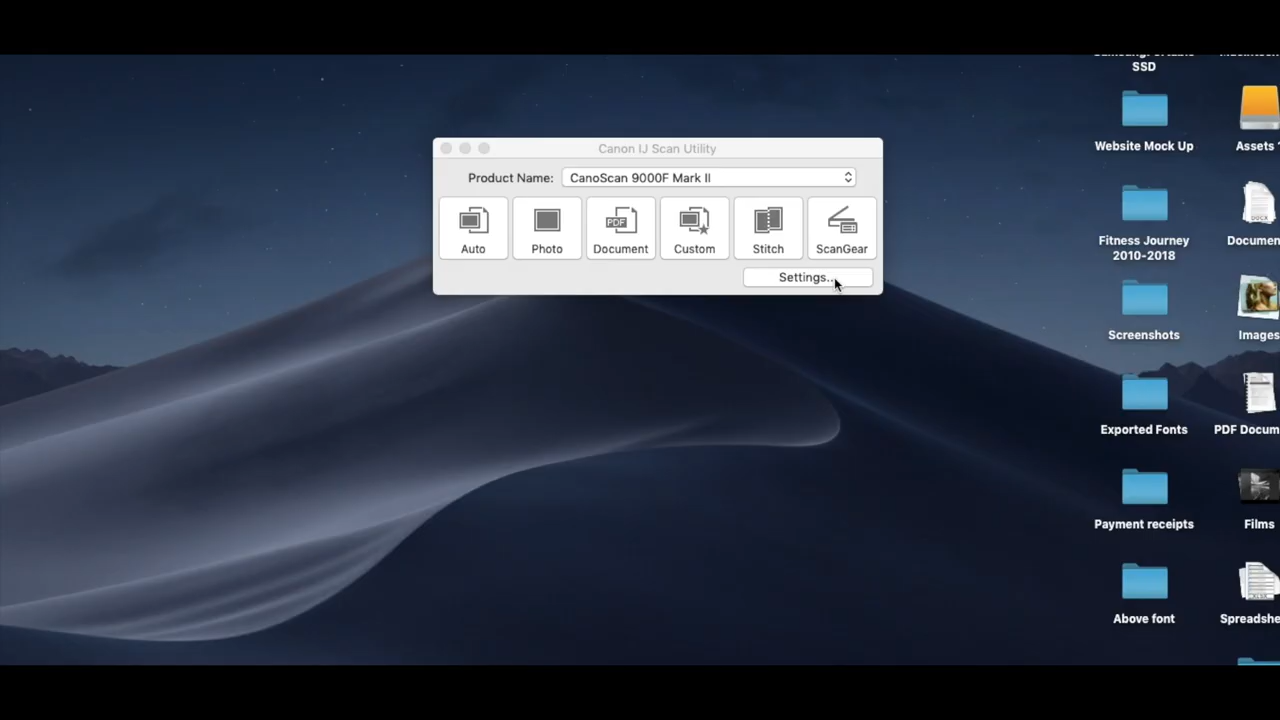 Canon IJ Scan Utility
Product Name: CanoScan 9000F Mark II
Auto
Photo
PDF
Document
Custom
Stitch
ScanGear
Settings...
SSD
Website Mock Up
Assets
Fitness Journey
2010-2018
Documen
DOCX
Screenshots
Images
Exported Fonts
PDF Docum
Payment receipts
Films
Above font
Spreadshe